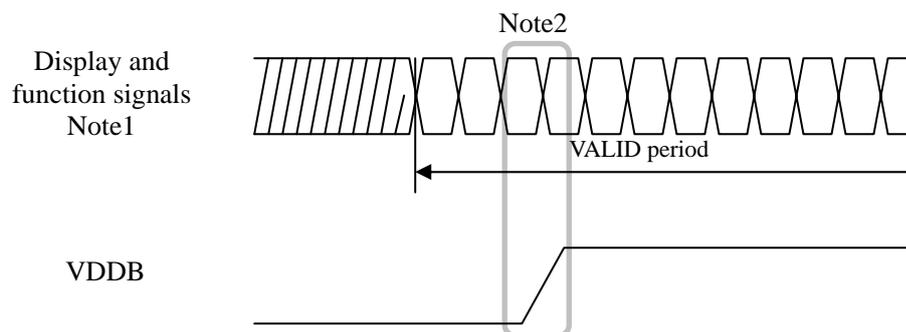 Note2
Display and
function signals
Note1
VALID period
VDDB